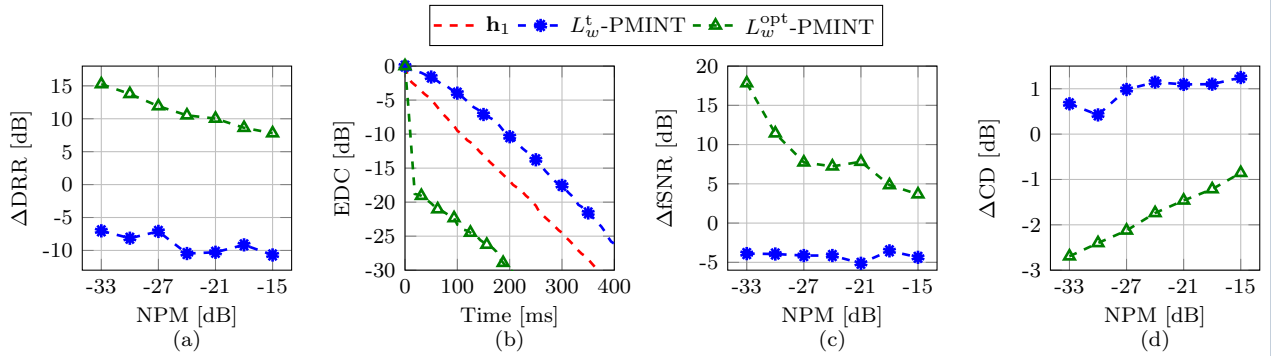 h₁ Lᵗ_w-PMINT L^opt_w-PMINT
ΔDRR [dB]
15
10
5
0
-5
-10
-33 -27 -21 -15
NPM [dB]
(a)
EDC [dB]
0
-5
-10
-15
-20
-25
-30
0 100 200 300 400
Time [ms]
(b)
ΔfSNR [dB]
20
15
10
5
0
-5
-33 -27 -21 -15
NPM [dB]
(c)
ΔCD [dB]
1
0
-1
-2
-3
-33 -27 -21 -15
NPM [dB]
(d)